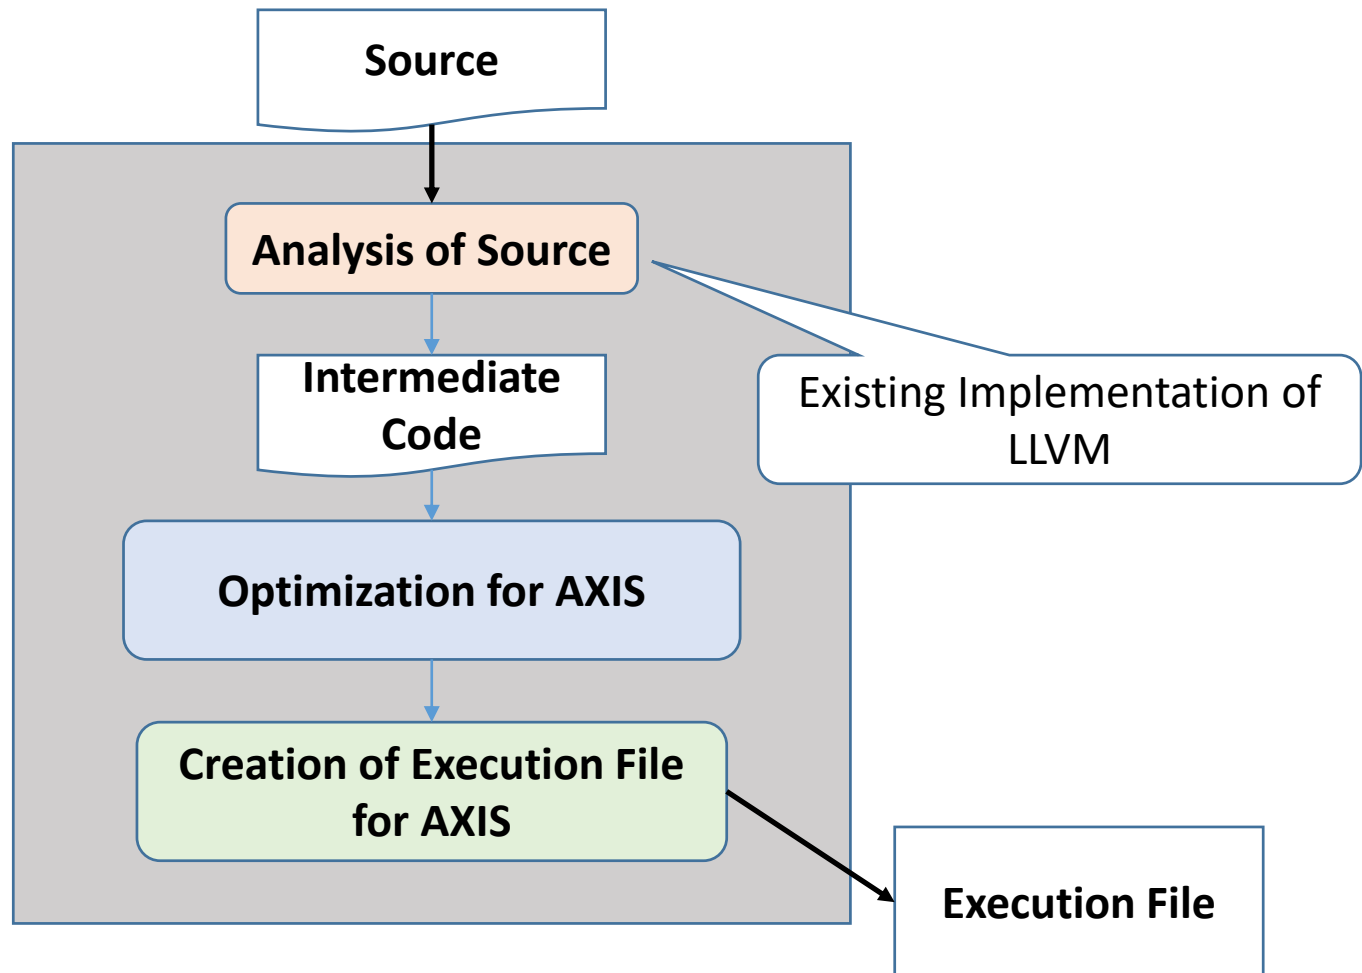 Source
Analysis of Source
Intermediate
Code
Existing Implementation of
LLVM
Optimization for AXIS
Creation of Execution File
for AXIS
Execution File